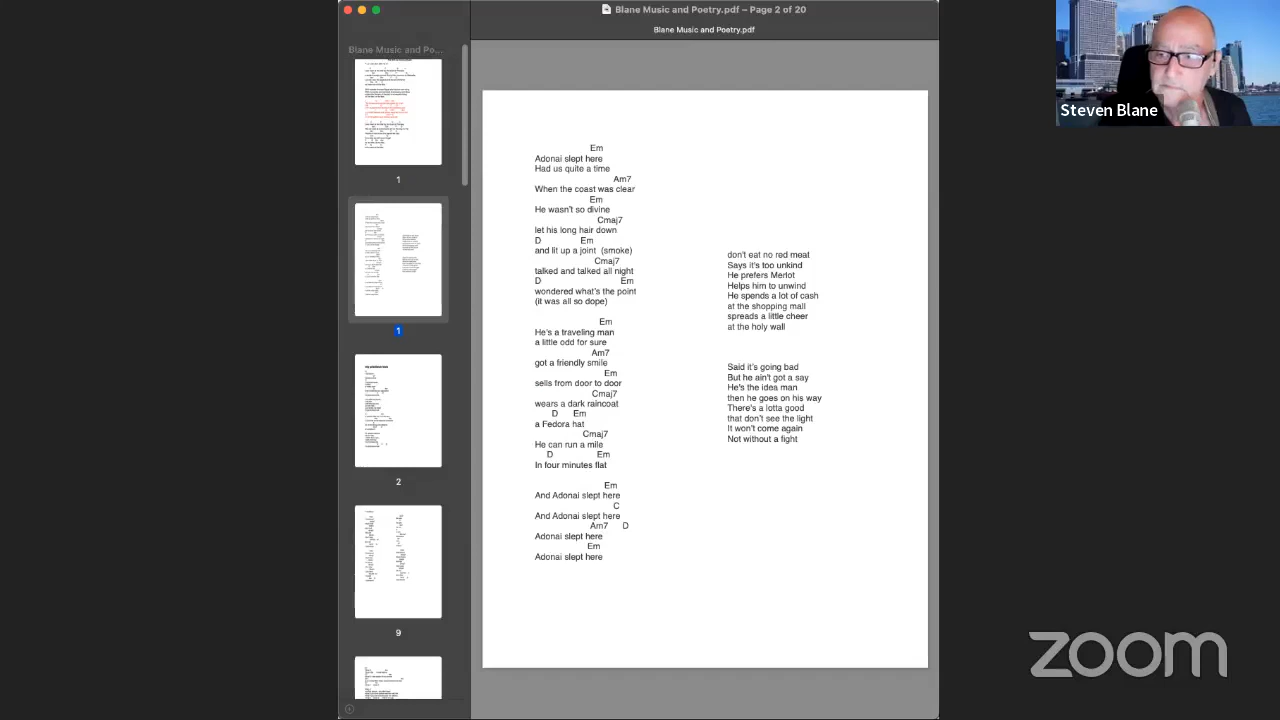 Blane Music and Poetry.pdf – Page 2 of 20
Blane Music and Poetry.pdf
Blane Music and Po...
1
1
2
9
Em
Adonai slept here
Had us quite a time
Am7
When the coast was clear
Em
He wasn't so divine
Cmaj7
let his long hair down
D Em
and lit up a joint (smoke)
Cmaj7
talked and talked all night
D Em
wondered what's the point
(it was all so dope)
Em
He's a traveling man
a little odd for sure
Am7
got a friendly smile
Em
sells from door to door
Cmaj7
wears a dark raincoat
D Em
a Fedora hat
Cmaj7
He can run a mile
D Em
In four minutes flat
Em
And Adonai slept here
C
And Adonai slept here
Am7 D
Adonai slept here
Em
Adonai slept here
don't eat no red meat
Says it's too unkind
He prefers Merlot
Helps him to unwind
He spends a lot of cash
at the shopping mall
spreads a little cheer
at the holy wall
Said it's going bad
But he ain't got a say
He's the idea man
then he goes on his way
There's a lotta good
that don't see the light
It won't come again
Not without a fight
Steven Blane
zoom